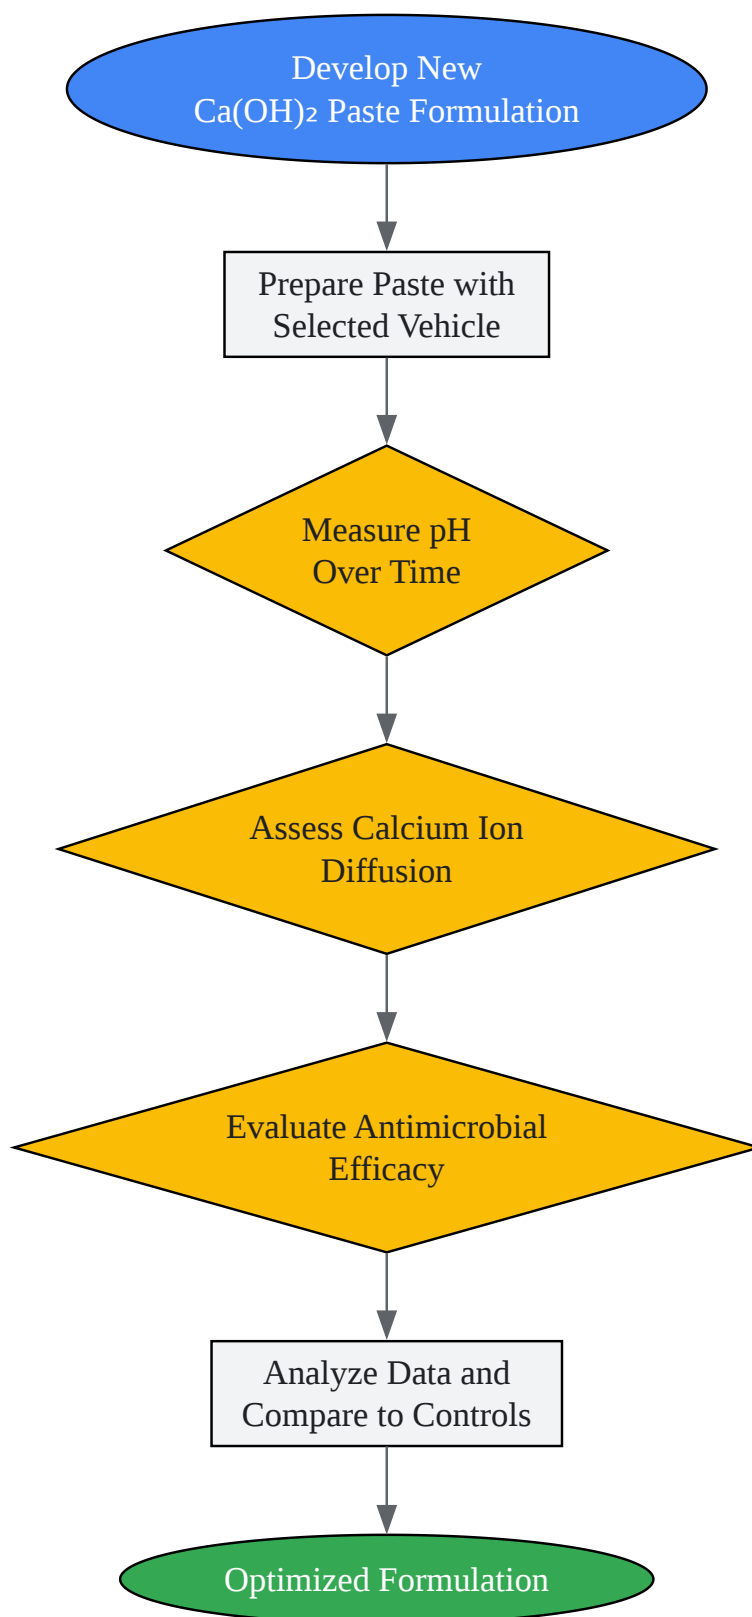 Develop New
Ca(OH)₂ Paste Formulation
Prepare Paste with
Selected Vehicle
Measure pH
Over Time
Assess Calcium Ion
Diffusion
Evaluate Antimicrobial
Efficacy
Analyze Data and
Compare to Controls
Optimized Formulation